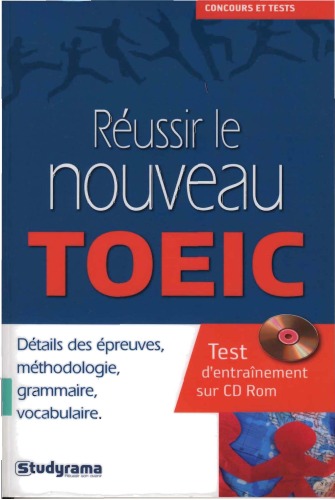 CONCOURS ET TESTS
Réussir le
nouveau
TOEIC
Détails des épreuves,
méthodologie,
grammaire,
vocabulaire.
Test
d'entraînement
sur CD Rom
Studyrama